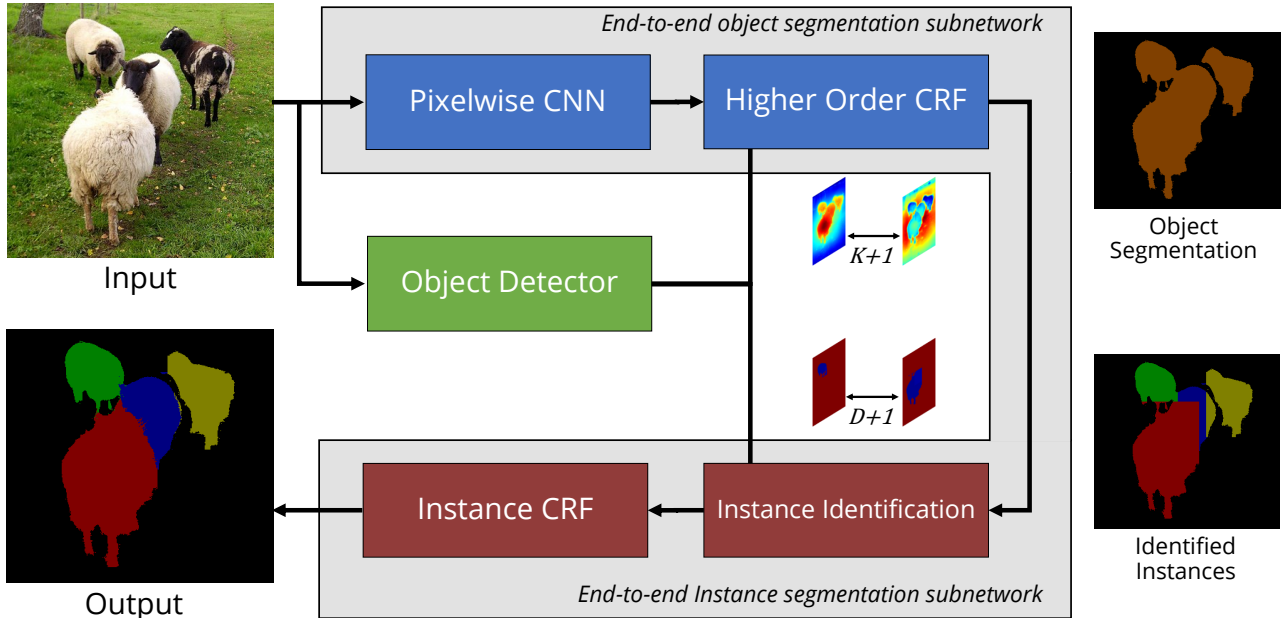 End-to-end object segmentation subnetwork
Pixelwise CNN
Higher Order CRF
Input
K+1
Object
Segmentation
Object Detector
D+1
Instance CRF
Instance Identification
Output
End-to-end Instance segmentation subnetwork
Identified
Instances